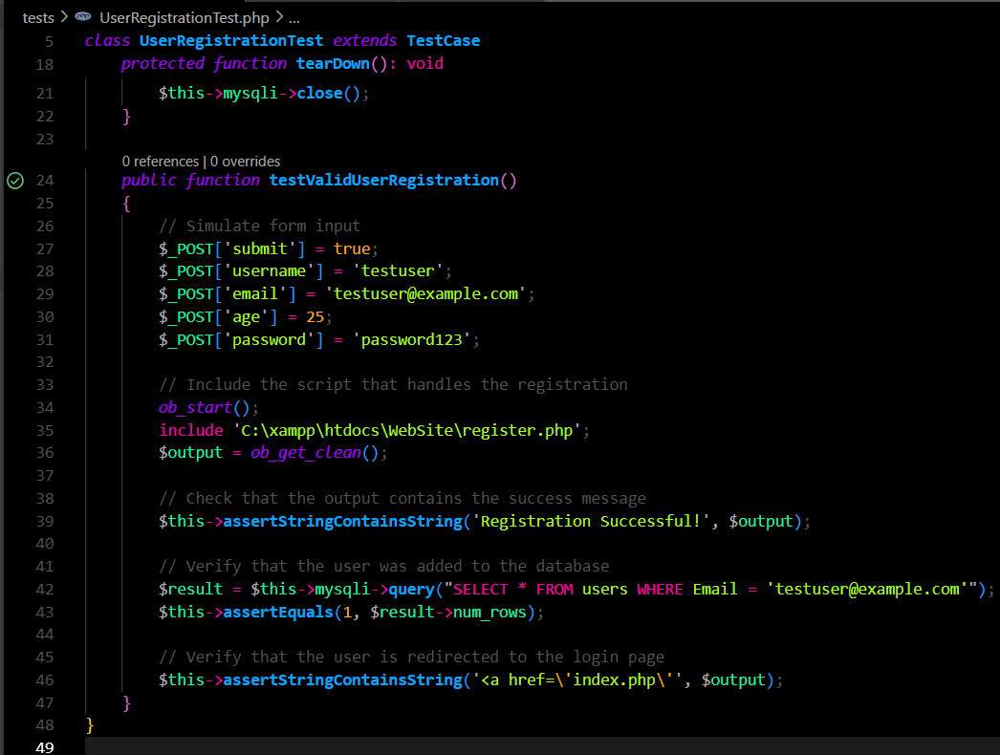 tests > UserRegistrationTest.php > ...
5 class UserRegistrationTest extends TestCase
18 protected function tearDown(): void
21 $this->mysqli->close();
22 }
23
0 references | 0 overrides
24 public function testValidUserRegistration()
25 {
26 // Simulate form input
27 $_POST['submit'] = true;
28 $_POST['username'] = 'testuser';
29 $_POST['email'] = 'testuser@example.com';
30 $_POST['age'] = 25;
31 $_POST['password'] = 'password123';
32
33 // Include the script that handles the registration
34 ob_start();
35 include 'C:\xampp\htdocs\WebSite\register.php';
36 $output = ob_get_clean();
37
38 // Check that the output contains the success message
39 $this->assertStringContainsString('Registration Successful!', $output);
40
41 // Verify that the user was added to the database
42 $result = $this->mysqli->query("SELECT * FROM users WHERE Email = 'testuser@example.com'");
43 $this->assertEquals(1, $result->num_rows);
44
45 // Verify that the user is redirected to the login page
46 $this->assertStringContainsString('<a href=\'index.php\'', $output);
47 }
48 }
49